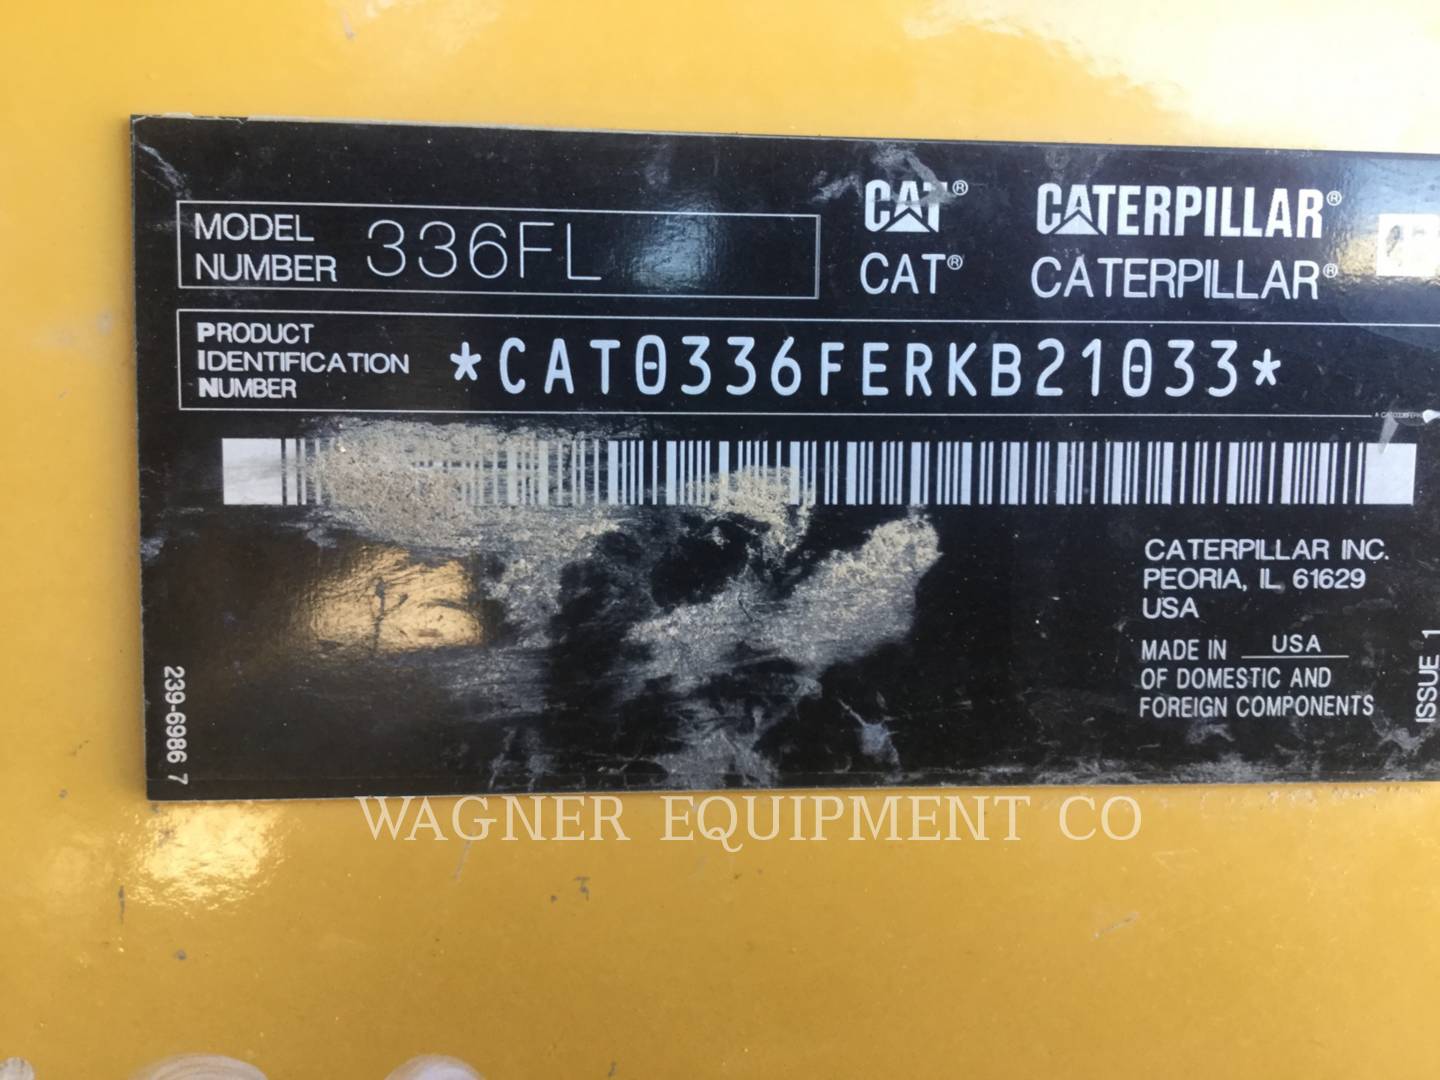 MODEL NUMBER 336FL
CAT® CATERPILLAR®
CAT® CATERPILLAR®
PRODUCT
IDENTIFICATION
NUMBER
*CAT0336FERKB21033*
CATERPILLAR INC.
PEORIA, IL 61629
USA
MADE IN USA
OF DOMESTIC AND
FOREIGN COMPONENTS
ISSUE 1
239-6986 7
WAGNER EQUIPMENT CO